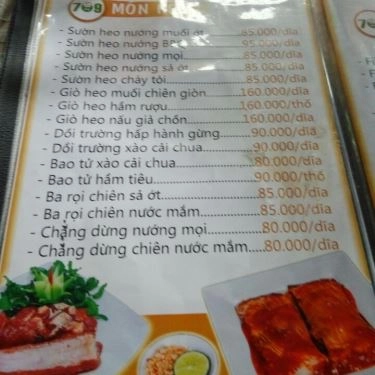 MÓN
- Sườn heo nướng muối ớt 85.000/dĩa
- Sườn heo nướng 95.000/dĩa
- Sườn heo nướng mọi 85.000/dĩa
- Sườn heo nướng sả ớt 85.000/dĩa
- Sườn heo cháy tỏi 85.000/dĩa
- Giò heo muối chiên giòn 160.000/dĩa
- Giò heo hầm rượu 160.000/thố
- Giò heo nấu giả chồn 160.000/dĩa
- Dồi trường hấp hành gừng 90.000/dĩa
- Dồi trường xào cải chua 90.000/dĩa
- Bao tử xào cải chua 80.000/dĩa
- Bao tử hầm tiêu 90.000/thố
- Ba rọi chiên sả ớt 85.000/dĩa
- Ba rọi chiên nước mắm 85.000/dĩa
- Chẳng dừng nướng mọi 80.000/dĩa
- Chẳng dừng chiên nước mắm 80.000/dĩa